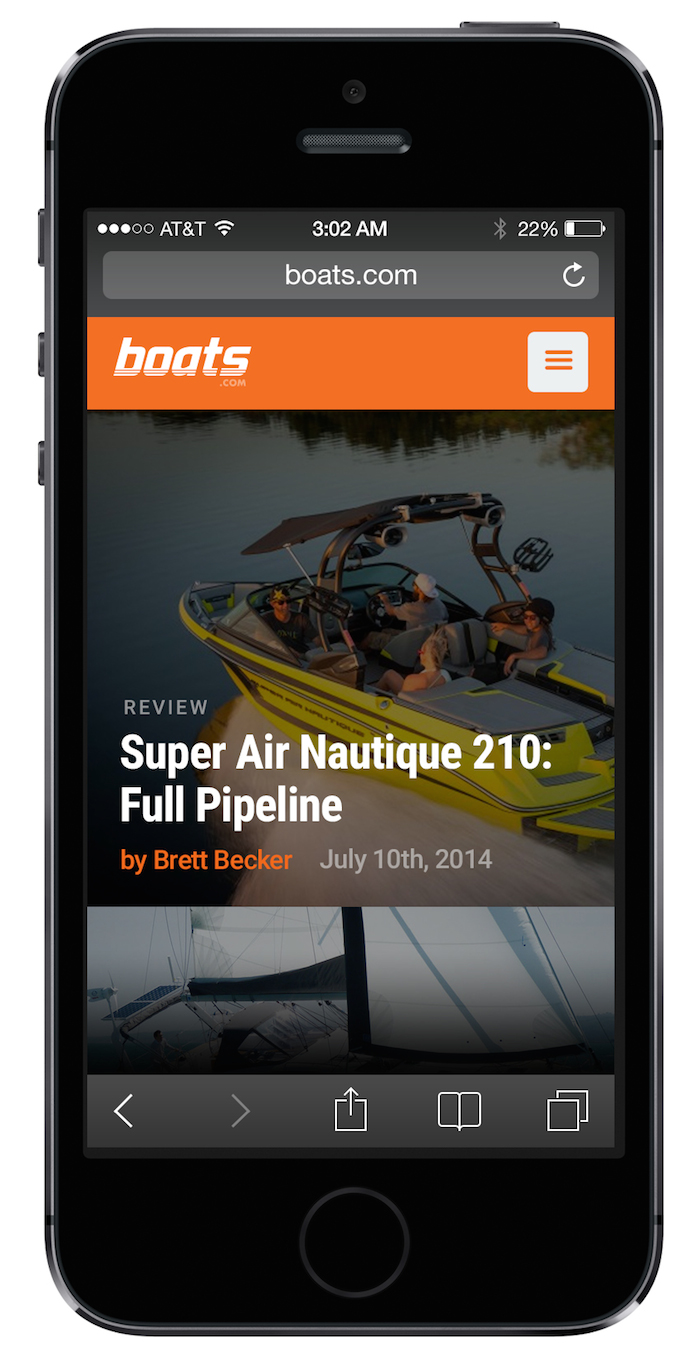 AT&T 3:02 AM 22%
boats.com
boats
.COM
REVIEW
Super Air Nautique 210:
Full Pipeline
by Brett Becker July 10th, 2014